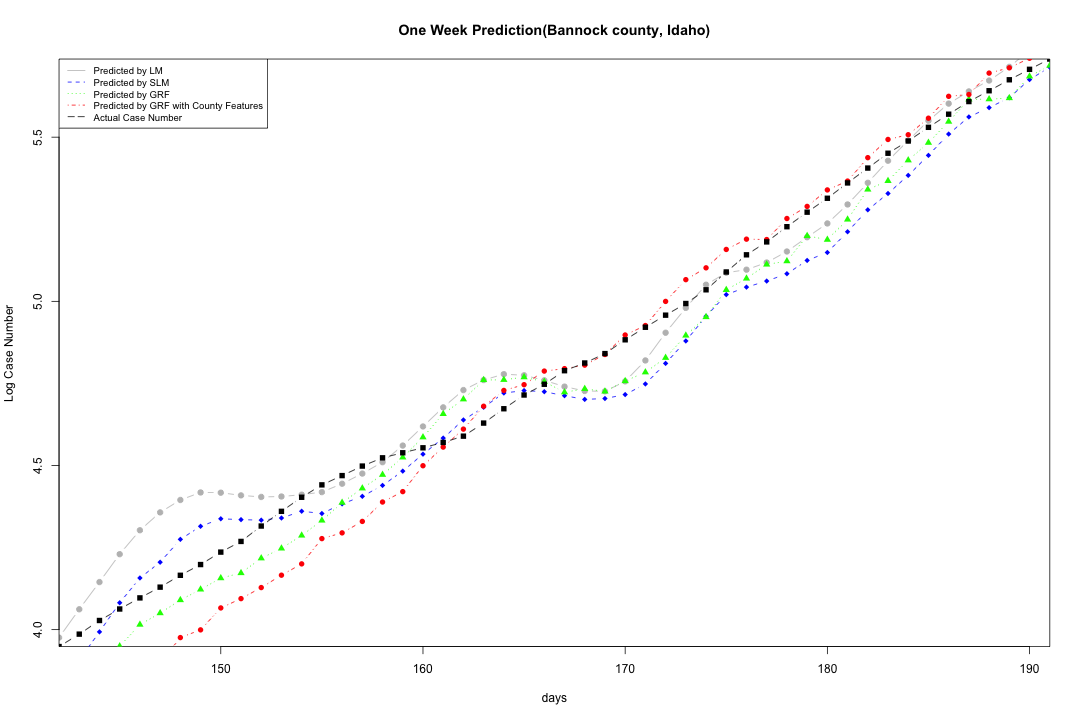 One Week Prediction(Bannock county, Idaho)
Predicted by LM
Predicted by SLM
Predicted by GRF
Predicted by GRF with County Features
Actual Case Number
5.5
5.0
4.5
4.0
Log Case Number
150 160 170 180 190
days